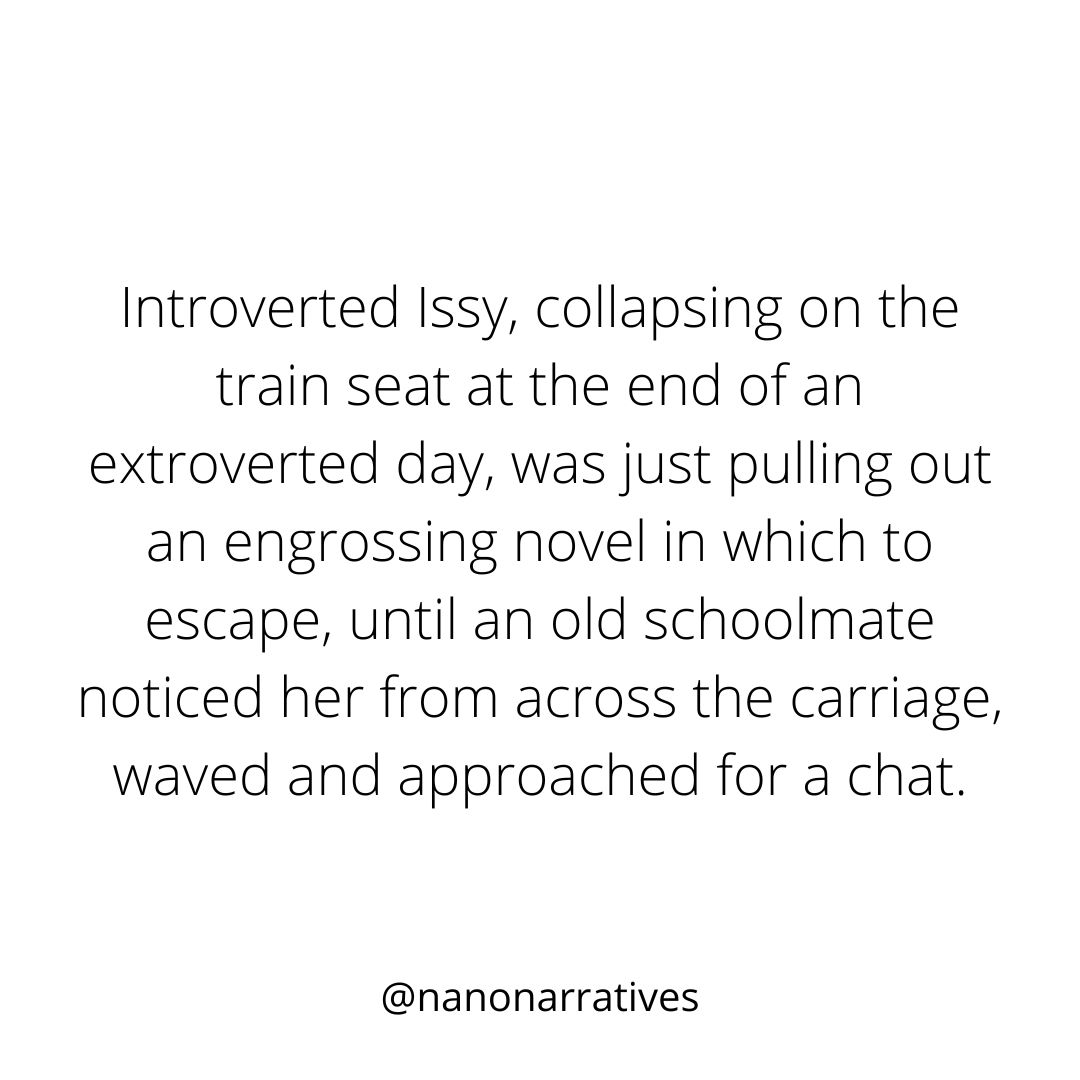 Introverted Issy, collapsing on the
train seat at the end of an
extroverted day, was just pulling out
an engrossing novel in which to
escape, until an old schoolmate
noticed her from across the carriage,
waved and approached for a chat.
@nanonarratives